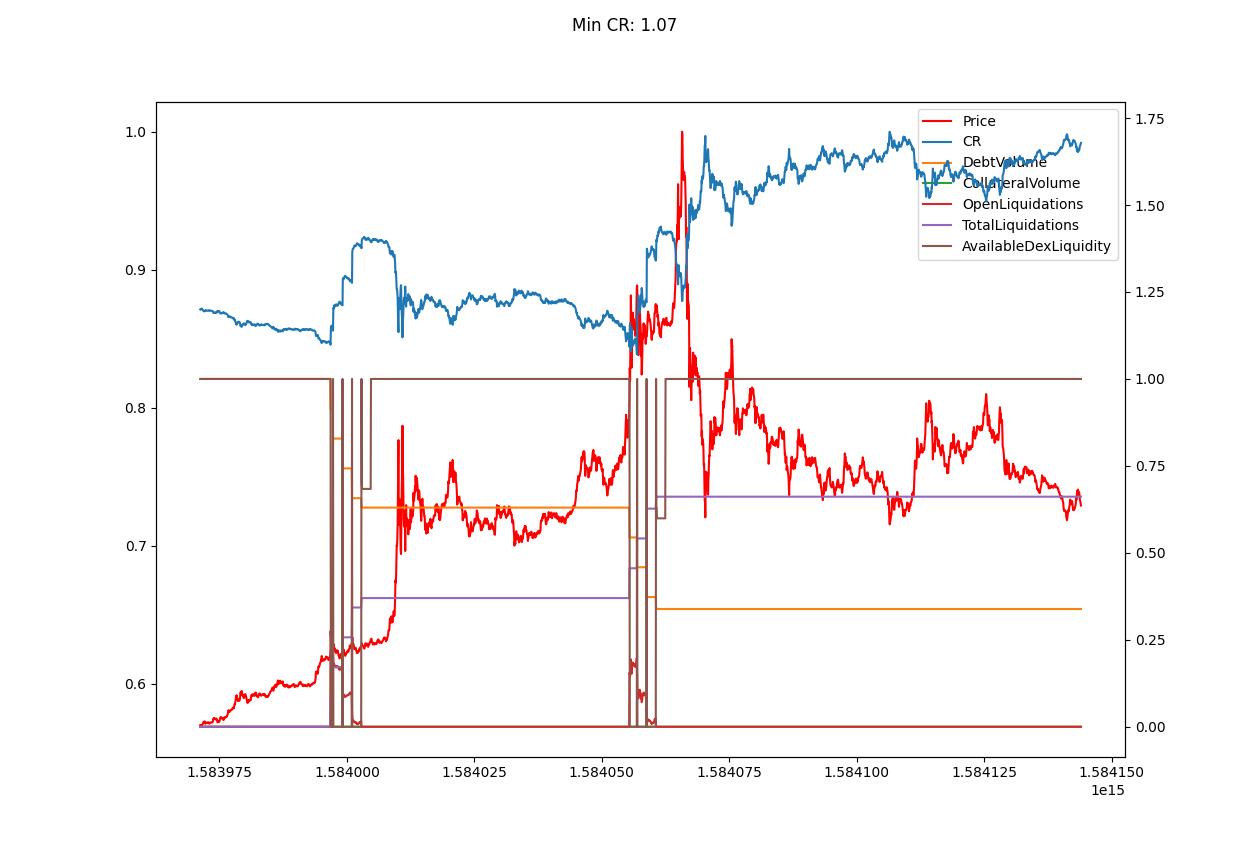 Min CR: 1.07
1.0
0.9
0.8
0.7
0.6
1.75
1.50
1.25
1.00
0.75
0.50
0.25
0.00
Price
CR
DebtVolume
CollateralVolume
OpenLiquidations
TotalLiquidations
AvailableDexLiquidity
1.583975 1.584000 1.584025 1.584050 1.584075 1.584100 1.584125 1.584150
1e15